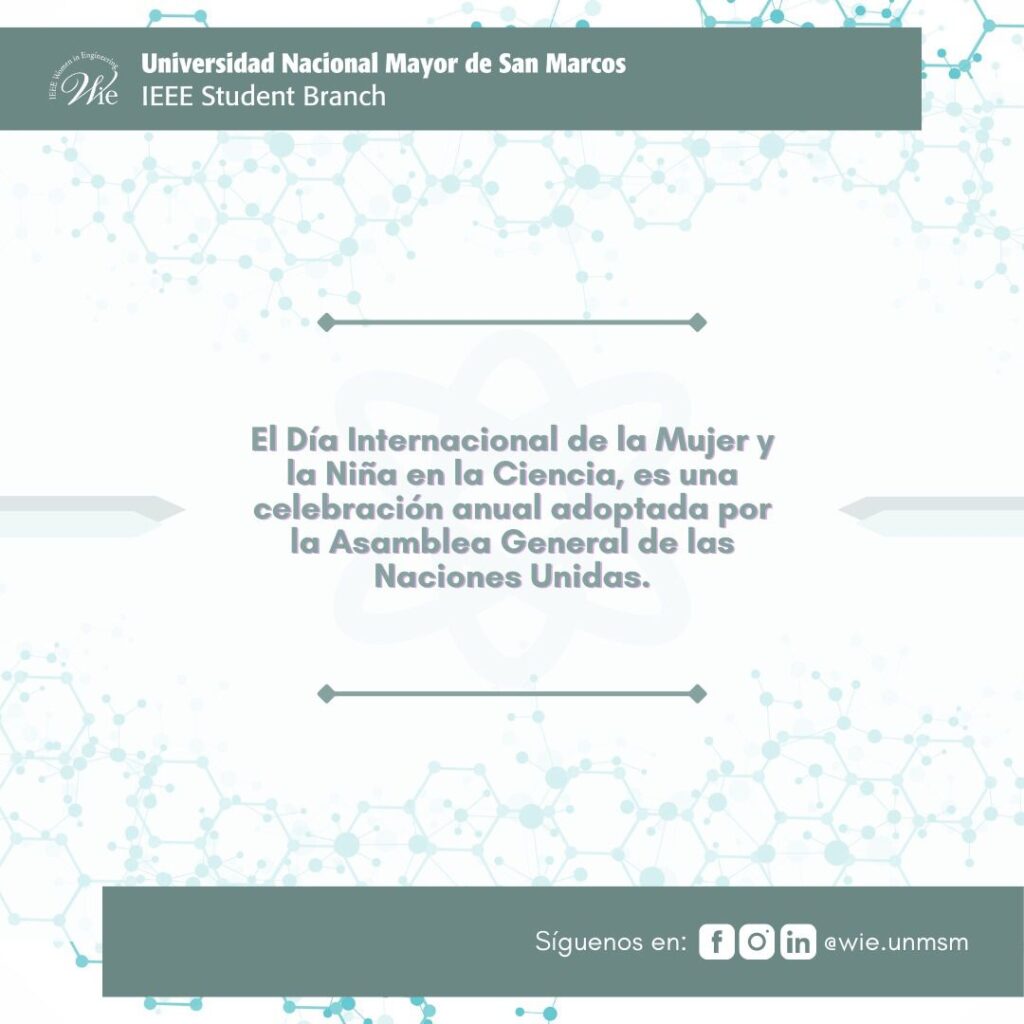 IEEE Women in Engineering
Wie
Universidad Nacional Mayor de San Marcos
IEEE Student Branch
El Día Internacional de la Mujer y
la Niña en la Ciencia, es una
celebración anual adoptada por
la Asamblea General de las
Naciones Unidas.
Síguenos en: f in @wie.unmsm